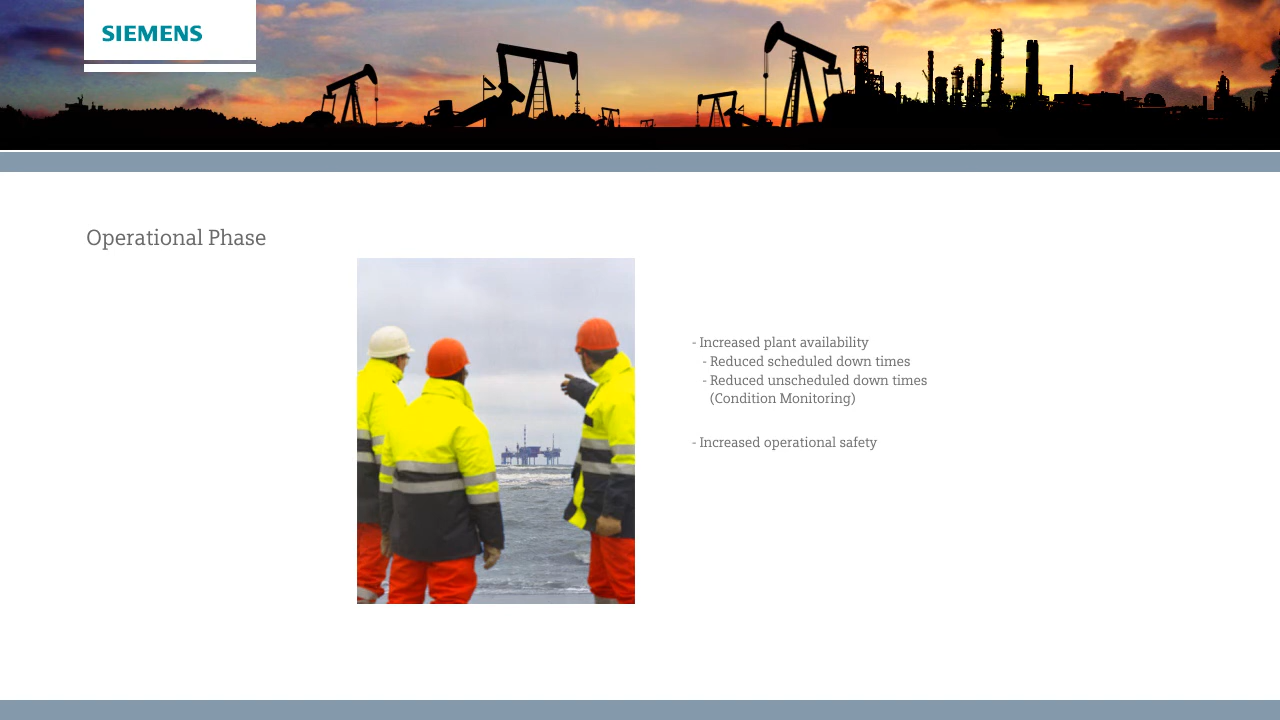 SIEMENS
Operational Phase
- Increased plant availability
- Reduced scheduled down times
- Reduced unscheduled down times
(Condition Monitoring)
- Increased operational safety